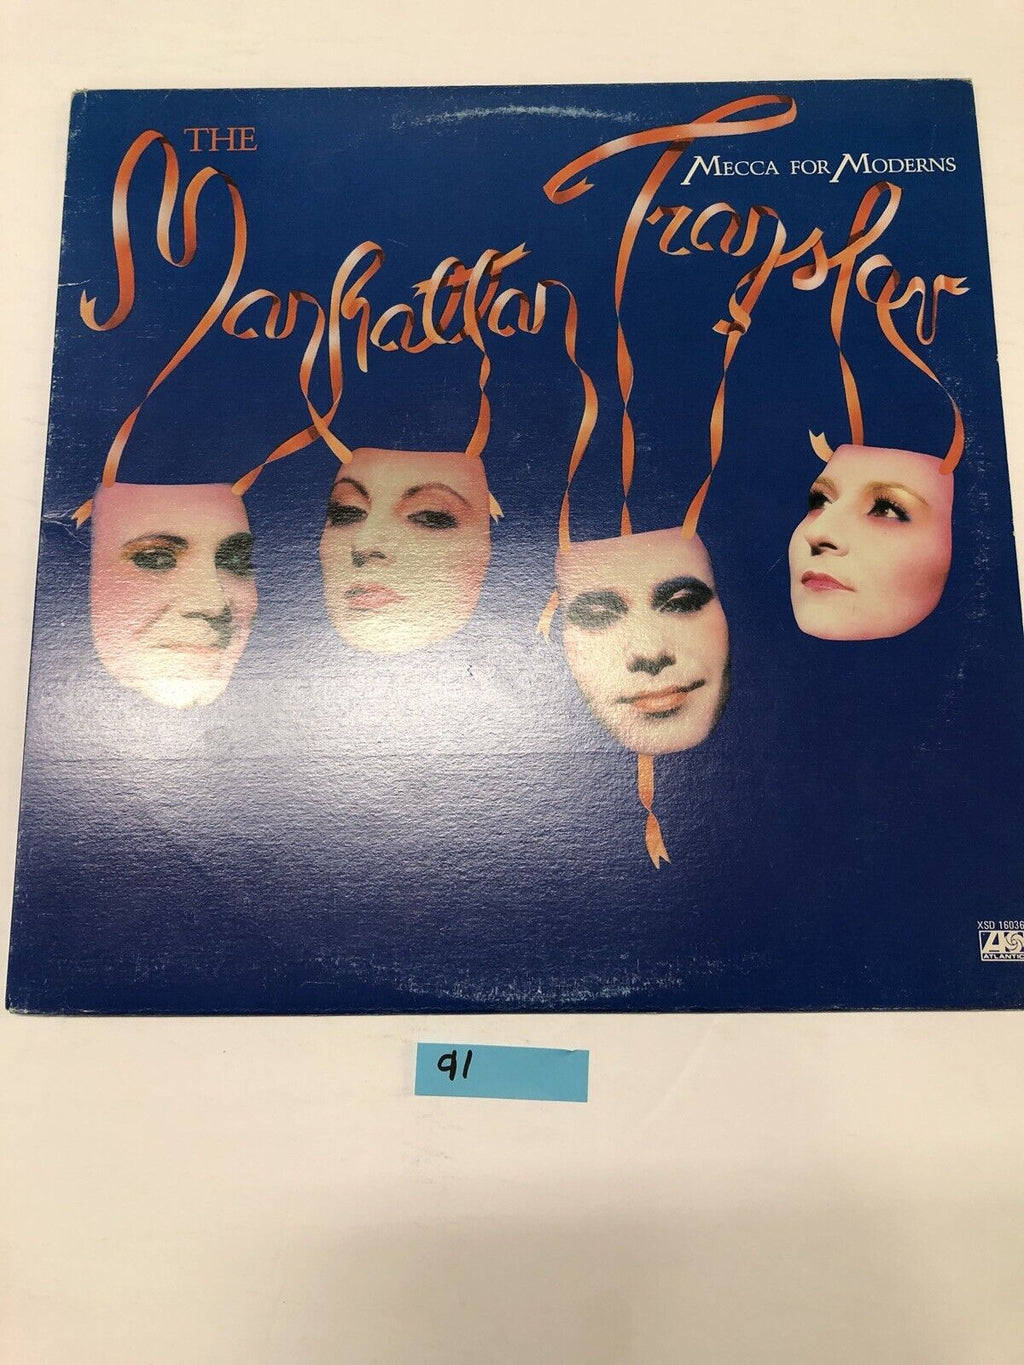 THE
Manhattan Transfer
MECCA FOR MODERNS
XSD 16036
ATLANTIC
91